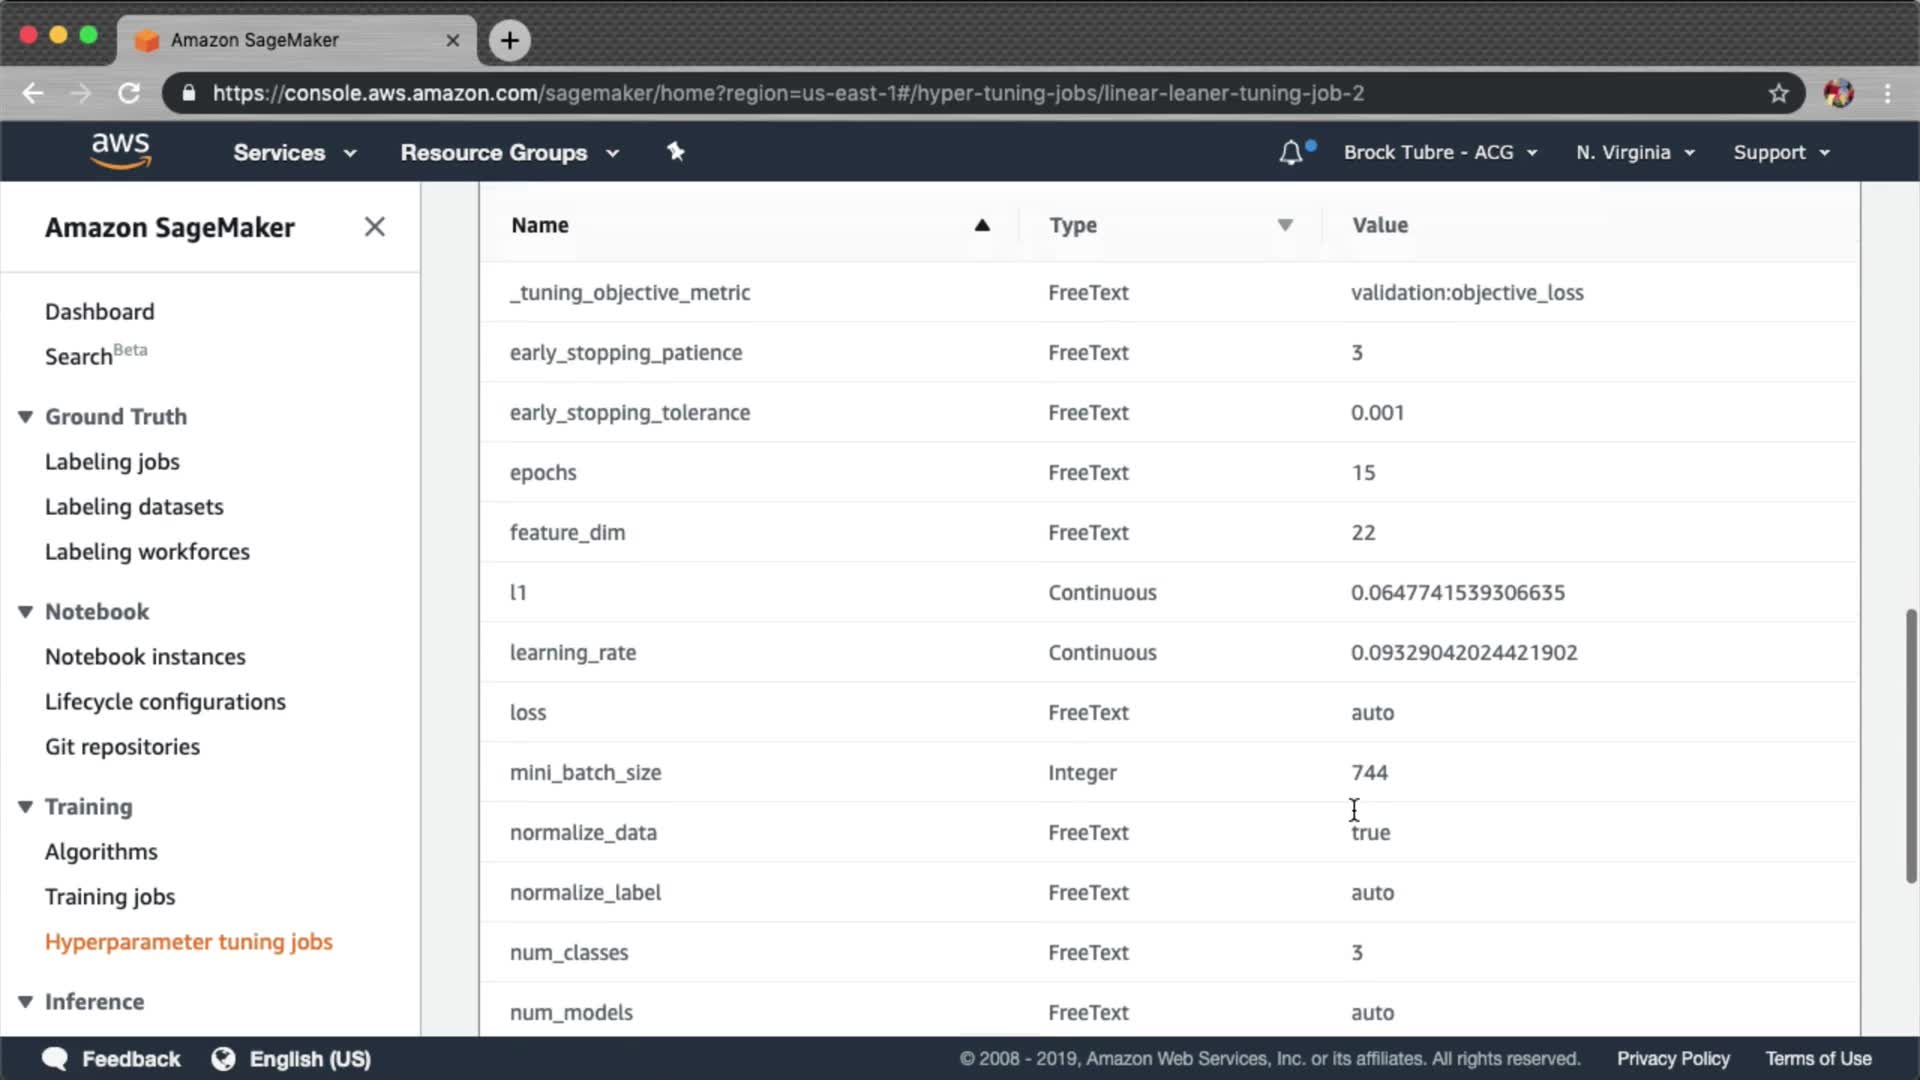 Amazon SageMaker
https://console.aws.amazon.com/sagemaker/home?region=us-east-1#/hyper-tuning-jobs/linear-leaner-tuning-job-2
aws Services Resource Groups Brock Tubre - ACG N. Virginia Support
Amazon SageMaker
Dashboard
Search Beta
Ground Truth
Labeling jobs
Labeling datasets
Labeling workforces
Notebook
Notebook instances
Lifecycle configurations
Git repositories
Training
Algorithms
Training jobs
Hyperparameter tuning jobs
Inference
Name Type Value
_tuning_objective_metric FreeText validation:objective_loss
early_stopping_patience FreeText 3
early_stopping_tolerance FreeText 0.001
epochs FreeText 15
feature_dim FreeText 22
l1 Continuous 0.0647741539306635
learning_rate Continuous 0.09329042024421902
loss FreeText auto
mini_batch_size Integer 744
normalize_data FreeText true
normalize_label FreeText auto
num_classes FreeText 3
num_models FreeText auto
Feedback English (US) © 2008 - 2019, Amazon Web Services, Inc. or its affiliates. All rights reserved. Privacy Policy Terms of Use